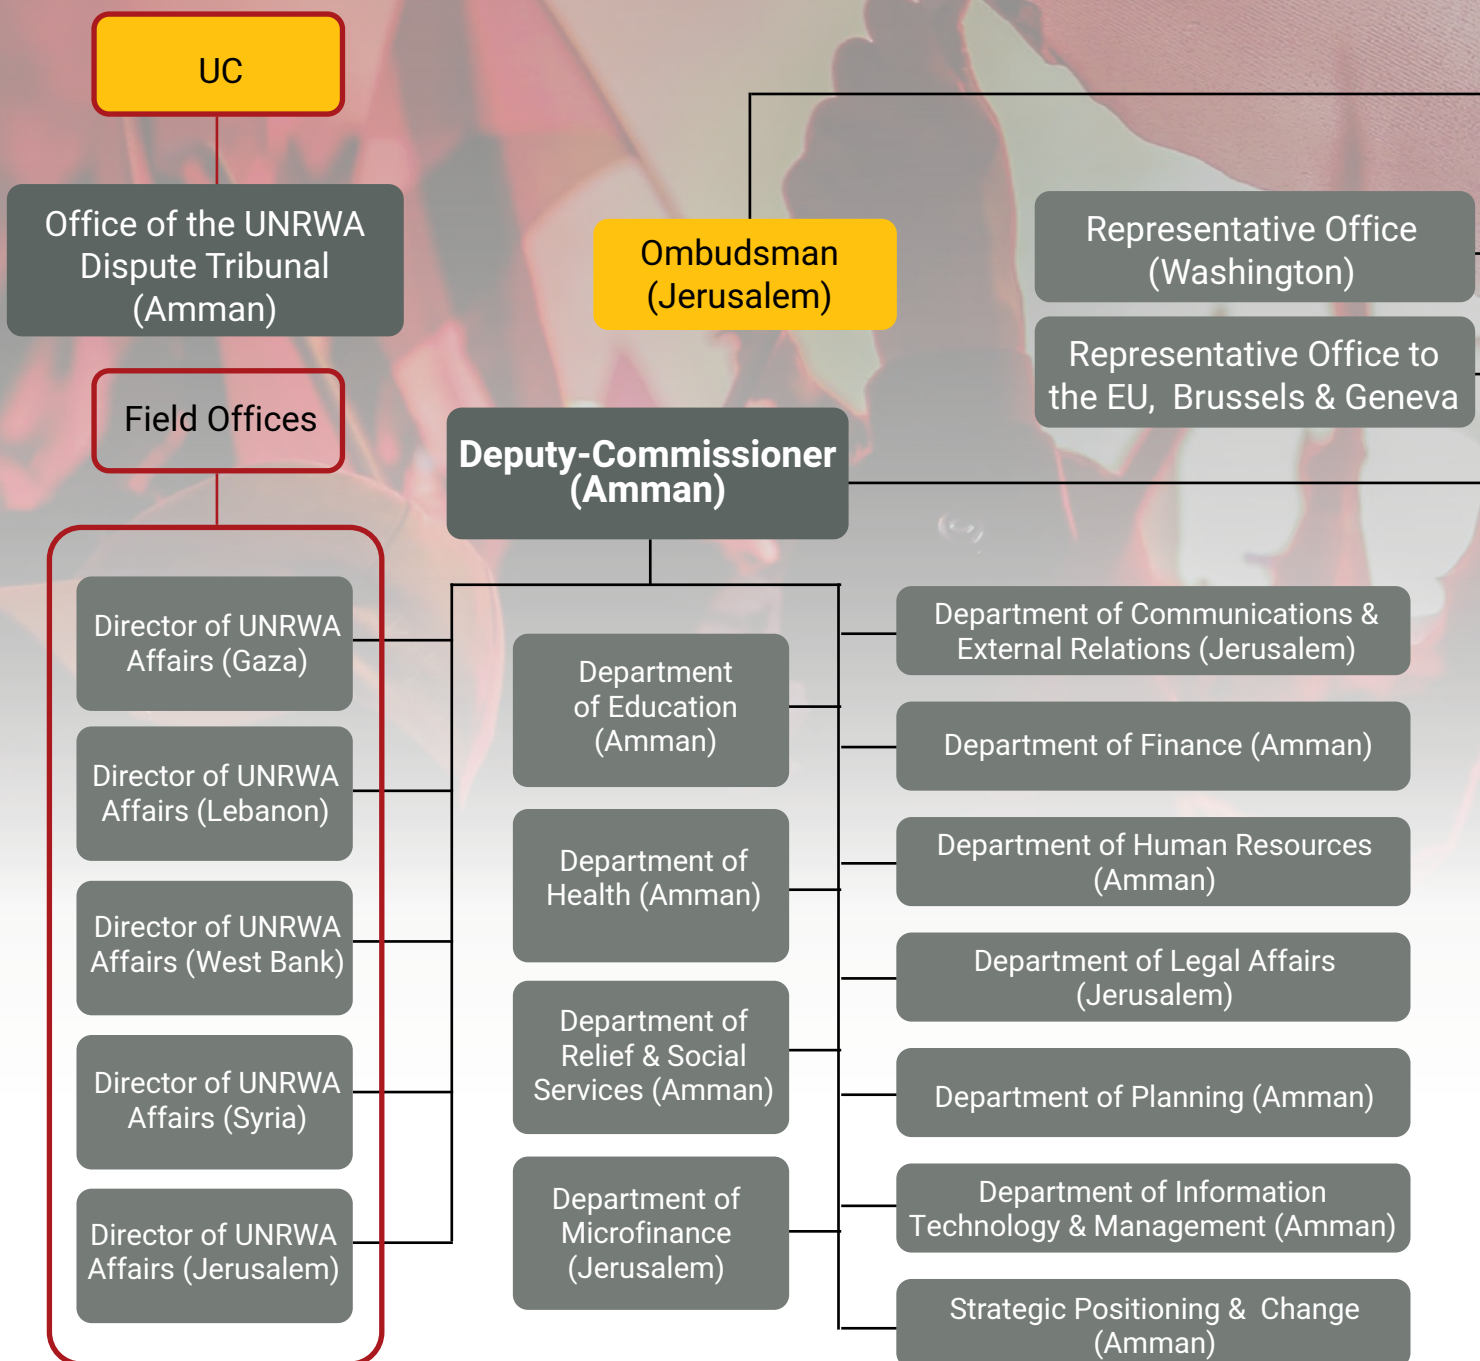 UC
Office of the UNRWA
Dispute Tribunal
(Amman)
Ombudsman
(Jerusalem)
Representative Office
(Washington)
Representative Office to
the EU, Brussels & Geneva
Field Offices
Deputy-Commissioner
(Amman)
Director of UNRWA
Affairs (Gaza)
Director of UNRWA
Affairs (Lebanon)
Director of UNRWA
Affairs (West Bank)
Director of UNRWA
Affairs (Syria)
Director of UNRWA
Affairs (Jerusalem)
Department
of Education
(Amman)
Department of
Health (Amman)
Department of
Relief & Social
Services (Amman)
Department of
Microfinance
(Jerusalem)
Department of Communications &
External Relations (Jerusalem)
Department of Finance (Amman)
Department of Human Resources
(Amman)
Department of Legal Affairs
(Jerusalem)
Department of Planning (Amman)
Department of Information
Technology & Management (Amman)
Strategic Positioning & Change
(Amman)